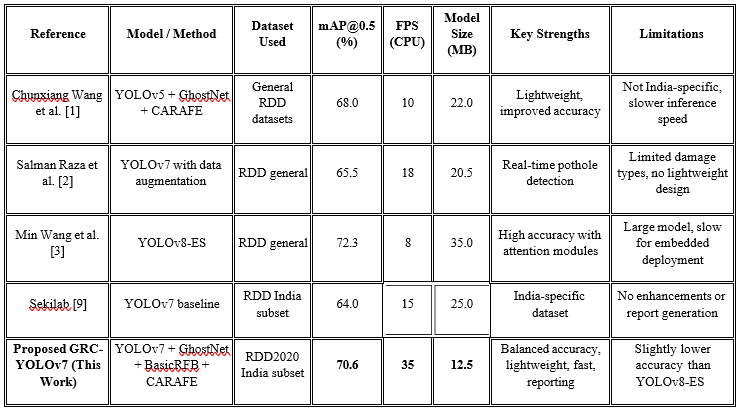 Reference
Model / Method
Dataset
Used
mAP@0.5
(%)
FPS
(CPU)
Model
Size
(MB)
Key Strengths
Limitations
Chunxiang Wang
et al. [1]
YOLOv5 + GhostNet
+ CARAFE
General
RDD
datasets
68.0
10
22.0
Lightweight,
improved accuracy
Not India-specific,
slower inference
speed
Salman Raza et
al. [2]
YOLOv7 with data
augmentation
RDD general
65.5
18
20.5
Real-time pothole
detection
Limited damage
types, no lightweight
design
Min Wang et al.
[3]
YOLOv8-ES
RDD general
72.3
8
35.0
High accuracy with
attention modules
Large model, slow
for embedded
deployment
Sekilab [9]
YOLOv7 baseline
RDD India
subset
64.0
15
25.0
India-specific
dataset
No enhancements or
report generation
Proposed GRC-
YOLOv7 (This
Work)
YOLOv7 + GhostNet
+ BasicRFB +
CARAFE
RDD2020
India subset
70.6
35
12.5
Balanced accuracy,
lightweight, fast,
reporting
Slightly lower
accuracy than
YOLOv8-ES